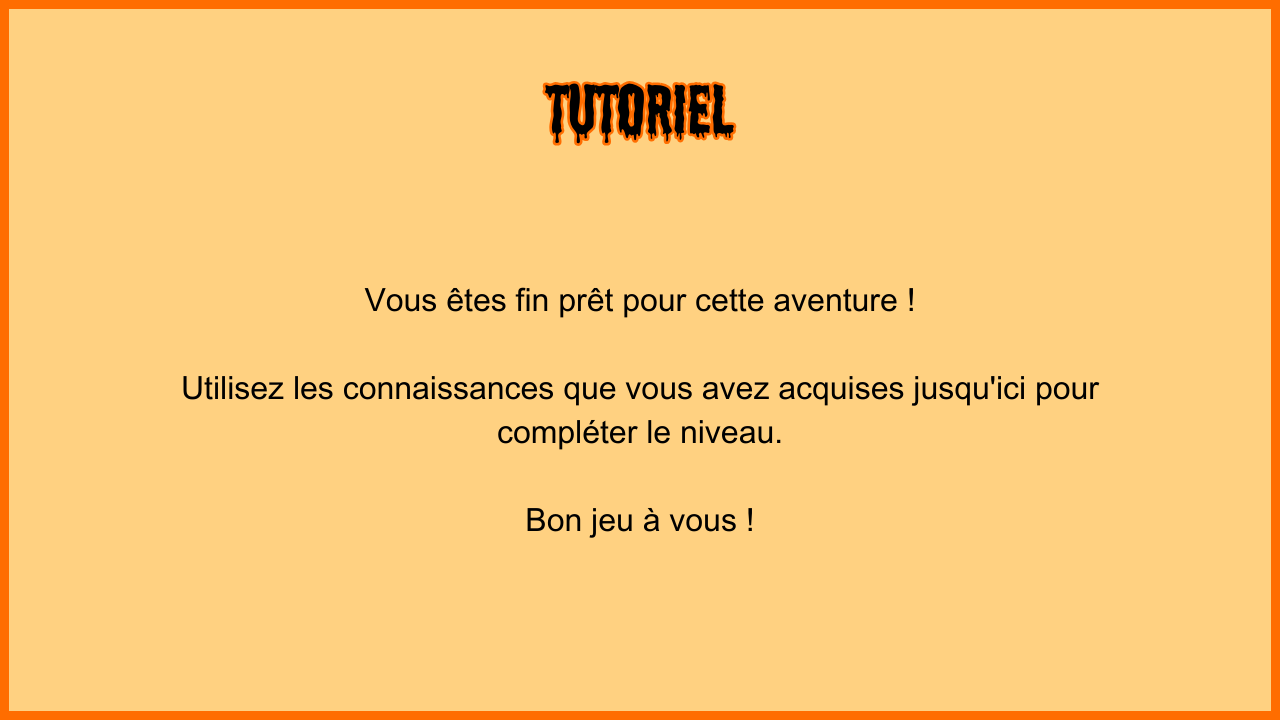 TUTORIEL
Vous êtes fin prêt pour cette aventure !
Utilisez les connaissances que vous avez acquises jusqu'ici pour
compléter le niveau.
Bon jeu à vous !